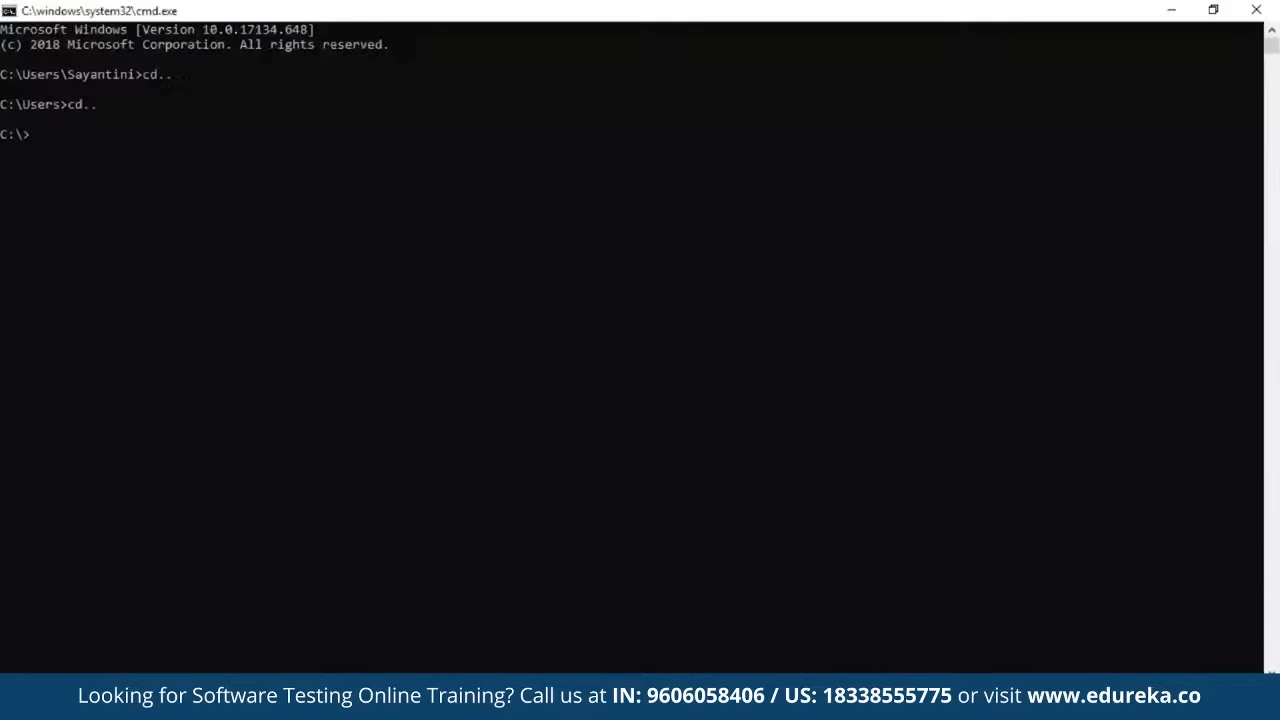 C:\windows\system32\cmd.exe
Microsoft Windows [Version 10.0.17134.648]
(c) 2018 Microsoft Corporation. All rights reserved.
C:\Users\Sayantini>cd..
C:\Users>cd..
C:\>
Looking for Software Testing Online Training? Call us at IN: 9606058406 / US: 18338555775 or visit www.edureka.co